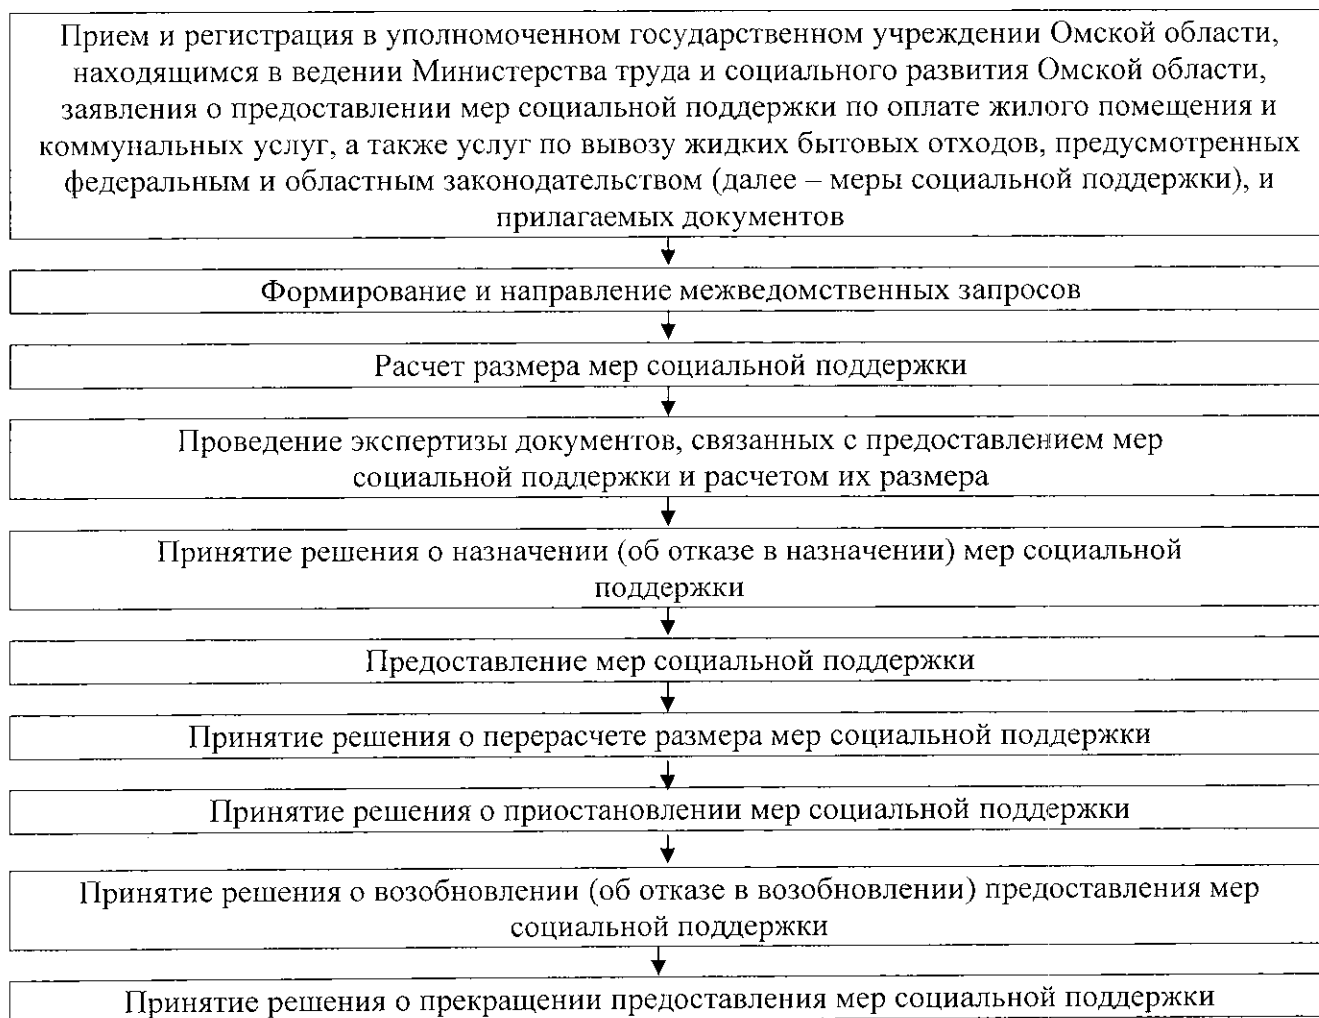 Прием и регистрация в уполномоченном государственном учреждении Омской области,
находящимся в ведении Министерства труда и социального развития Омской области,
заявления о предоставлении мер социальной поддержки по оплате жилого помещения и
коммунальных услуг, а также услуг по вывозу жидких бытовых отходов, предусмотренных
федеральным и областным законодательством (далее – меры социальной поддержки), и
прилагаемых документов
Формирование и направление межведомственных запросов
Расчет размера мер социальной поддержки
Проведение экспертизы документов, связанных с предоставлением мер
социальной поддержки и расчетом их размера
Принятие решения о назначении (об отказе в назначении) мер социальной
поддержки
Предоставление мер социальной поддержки
Принятие решения о перерасчете размера мер социальной поддержки
Принятие решения о приостановлении мер социальной поддержки
Принятие решения о возобновлении (об отказе в возобновлении) предоставления мер
социальной поддержки
Принятие решения о прекращении предоставления мер социальной поддержки